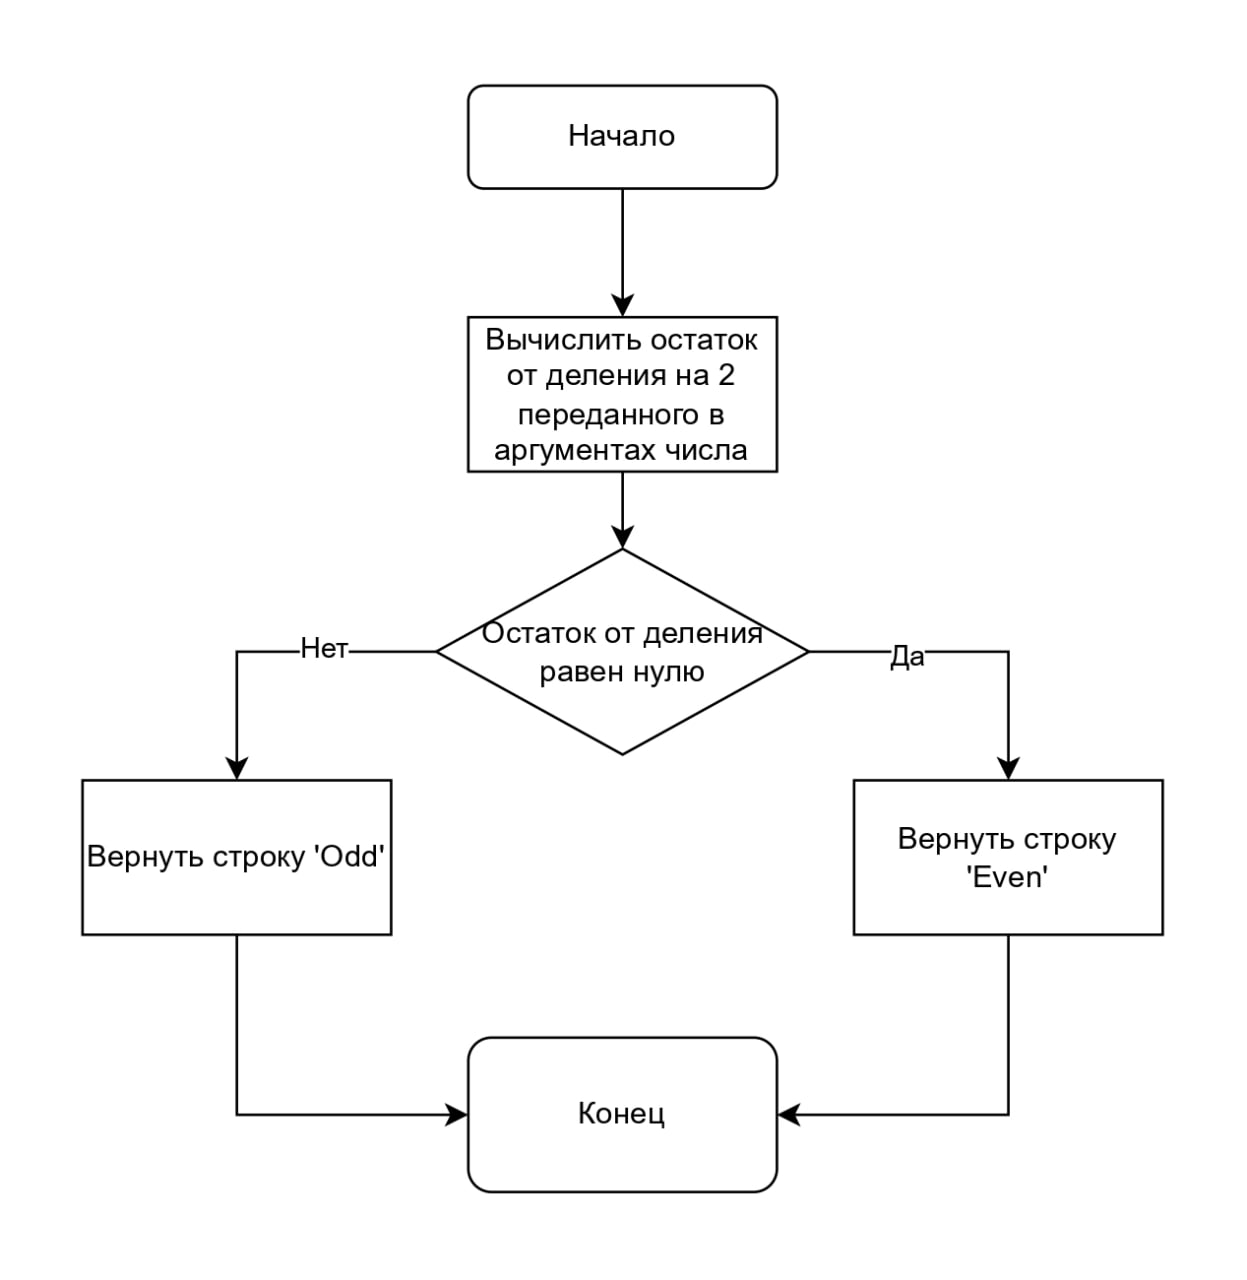 Начало
Вычислить остаток
от деления на 2
переданного в
аргументах числа
Остаток от деления
равен нулю
Нет
Да
Вернуть строку 'Odd'
Вернуть строку
'Even'
Конец